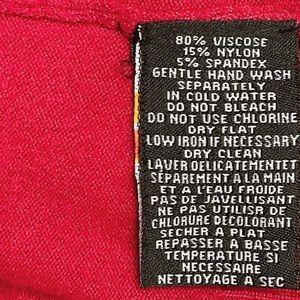 80% VISCOSE
15% NYLON
5% SPANDEX
GENTLE HAND WASH
SEPARATELY
IN COLD WATER
DO NOT BLEACH
DO NOT USE CHLORINE
DRY FLAT
LOW IRON IF NECESSARY
DRY CLEAN
LAVER DELICATEMENTET
SÉPAREMENT A LA MAIN
ET A L'EAU FROIDE
PAS DE JAVELLISANT
NE PAS UTILISR DE
CHLORURE DECOLORANT
SECHER A PLAT
REPASSER A BASSE
TEMPERATURE SI
NECESSAIRE
NETTOYAGE A SEC